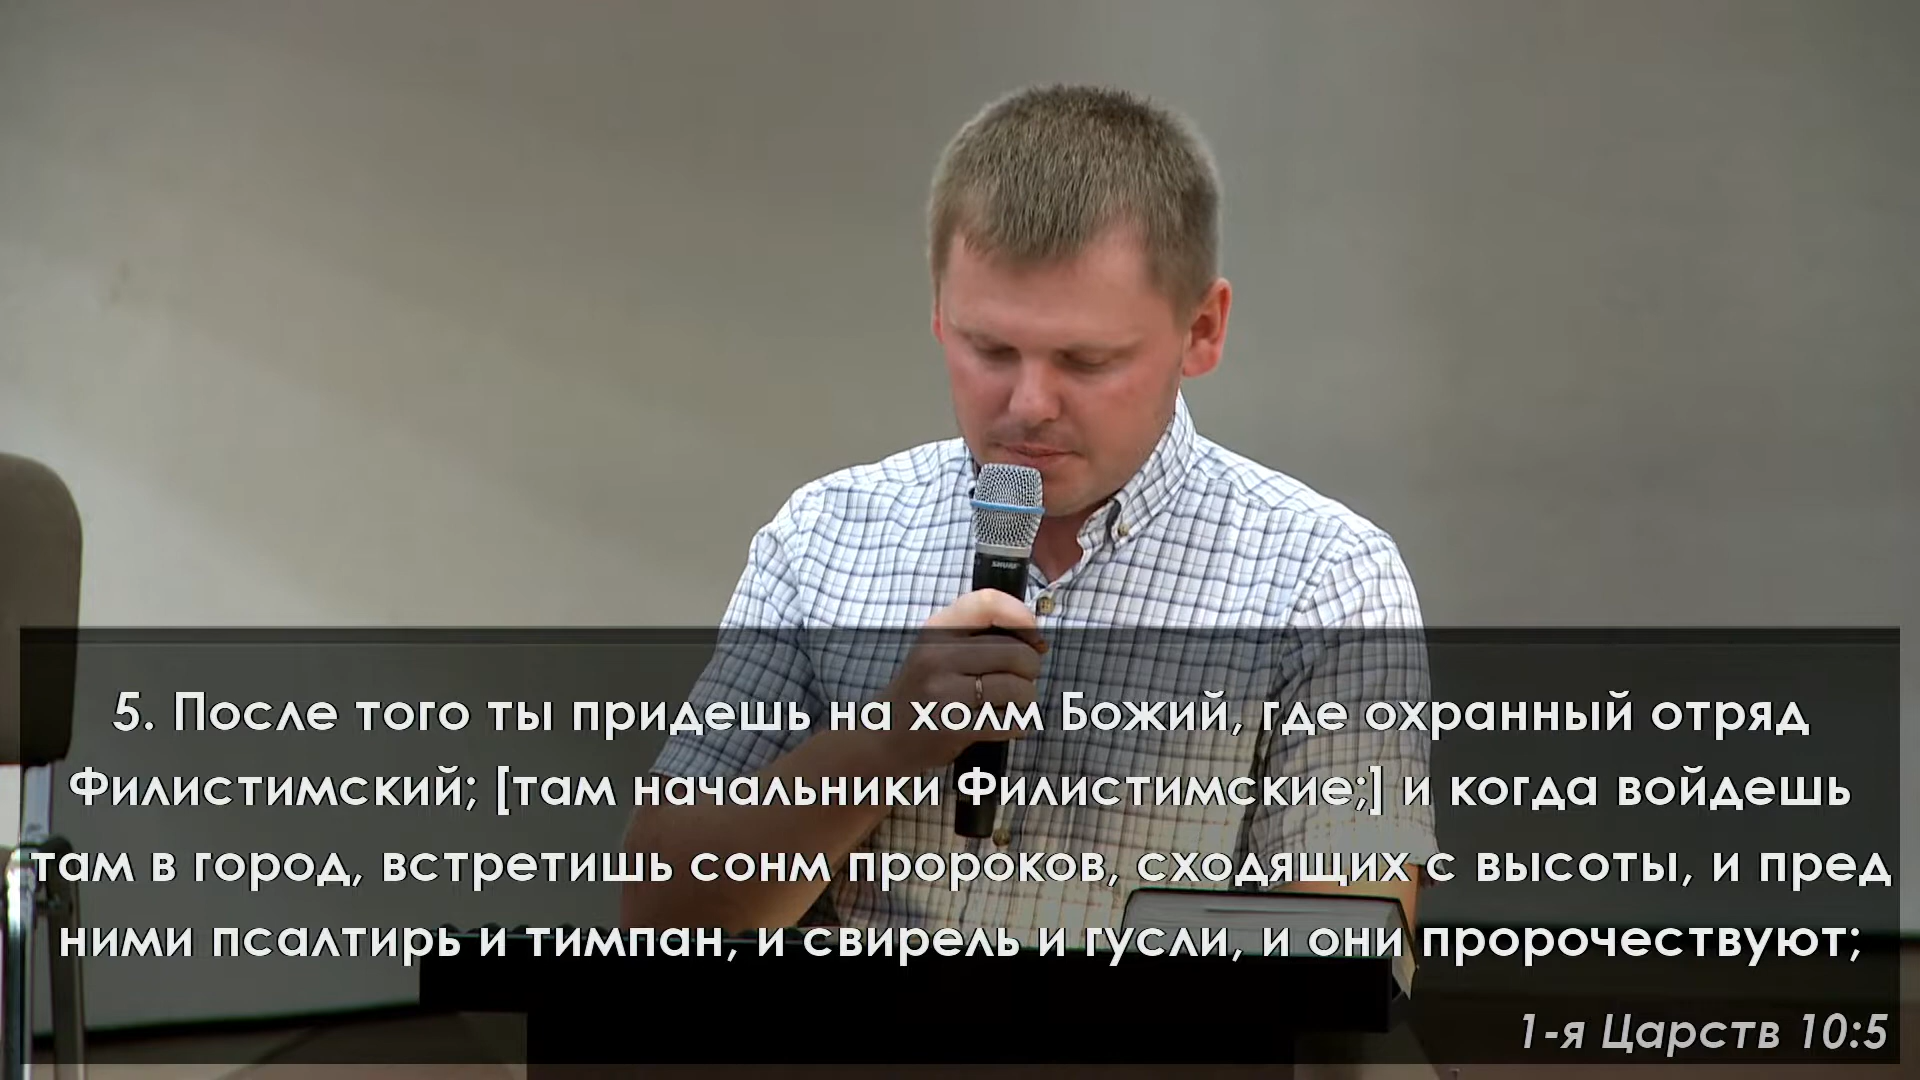 SHURE
5. После того ты придешь на холм Божий, где охранный отряд
Филистимский; [там начальники Филистимские;] и когда войдешь
там в город, встретишь сонм пророков, сходящих с высоты, и пред
ними псалтирь и тимпан, и свирель и гусли, и они пророчествуют;
1-я Царств 10:5